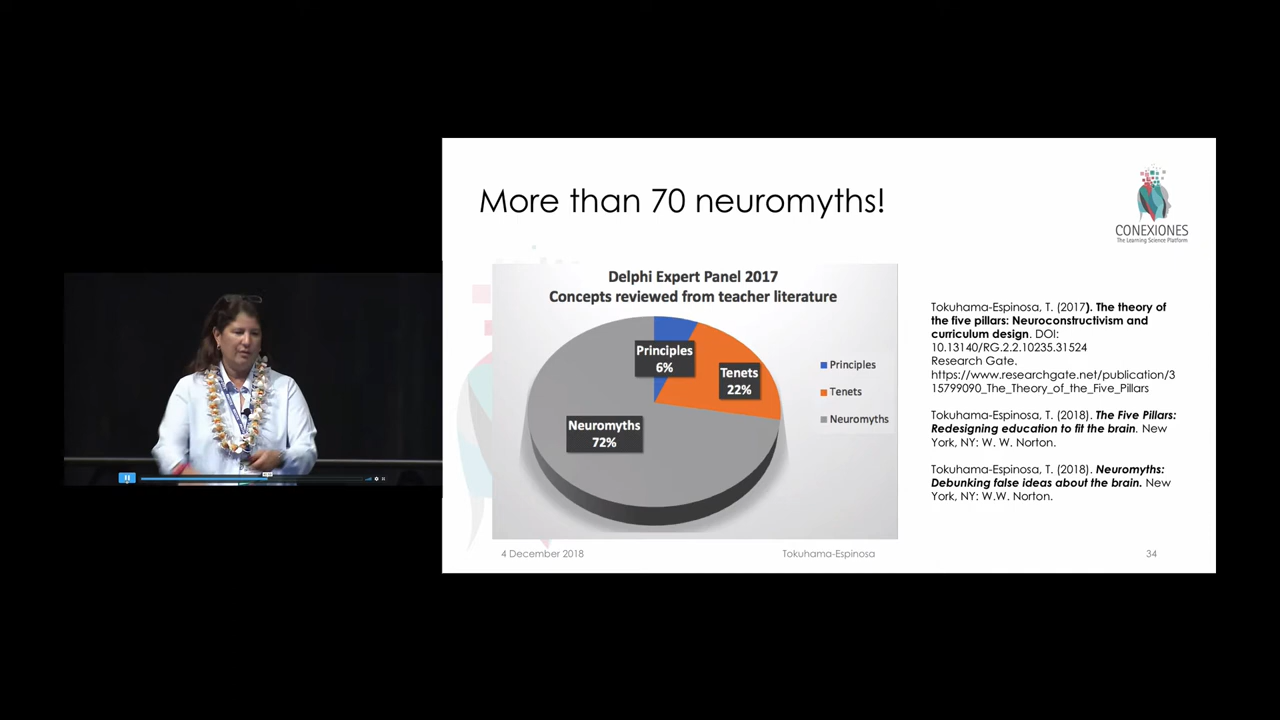 More than 70 neuromyths!
CONEXIONES
The Learning Science Platform
Delphi Expert Panel 2017
Concepts reviewed from teacher literature
Principles
6%
Tenets
22%
Neuromyths
72%
Principles
Tenets
Neuromyths
Tokuhama-Espinosa, T. (2017). The theory of
the five pillars: Neuroconstructivism and
curriculum design. DOI:
10.13140/RG.2.2.10235.31524
Research Gate.
https://www.researchgate.net/publication/3
15799090_The_Theory_of_the_Five_Pillars
Tokuhama-Espinosa, T. (2018). The Five Pillars:
Redesigning education to fit the brain. New
York, NY: W. W. Norton.
Tokuhama-Espinosa, T. (2018). Neuromyths:
Debunking false ideas about the brain. New
York, NY: W.W. Norton.
4 December 2018
Tokuhama-Espinosa
34